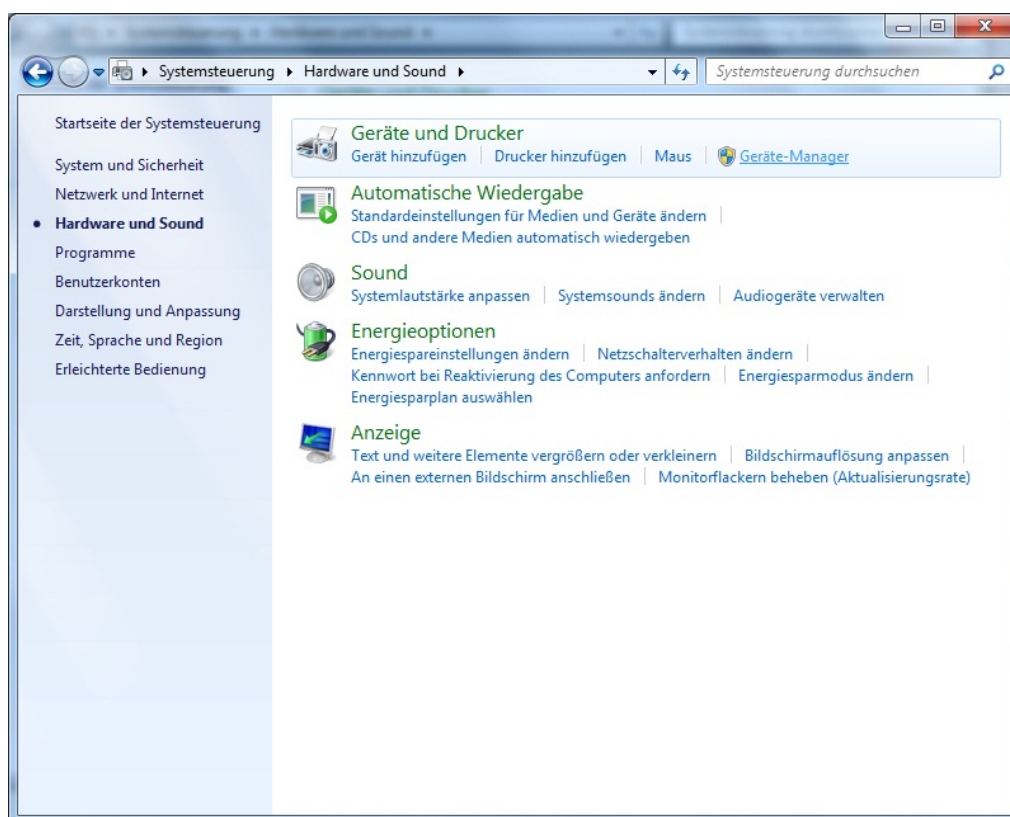 Systemsteuerung Hardware und Sound Systemsteuerung durchsuchen
Startseite der Systemsteuerung
System und Sicherheit
Netzwerk und Internet
Hardware und Sound
Programme
Benutzerkonten
Darstellung und Anpassung
Zeit, Sprache und Region
Erleichterte Bedienung
Geräte und Drucker
Gerät hinzufügen Drucker hinzufügen Maus Geräte-Manager
Automatische Wiedergabe
Standardeinstellungen für Medien und Geräte ändern
CDs und andere Medien automatisch wiedergeben
Sound
Systemlautstärke anpassen Systemsounds ändern Audiogeräte verwalten
Energieoptionen
Energiespareinstellungen ändern Netzschalterverhalten ändern
Kennwort bei Reaktivierung des Computers anfordern Energiesparmodus ändern
Energiesparplan auswählen
Anzeige
Text und weitere Elemente vergrößern oder verkleinern Bildschirmauflösung anpassen
An einen externen Bildschirm anschließen Monitorflackern beheben (Aktualisierungsrate)